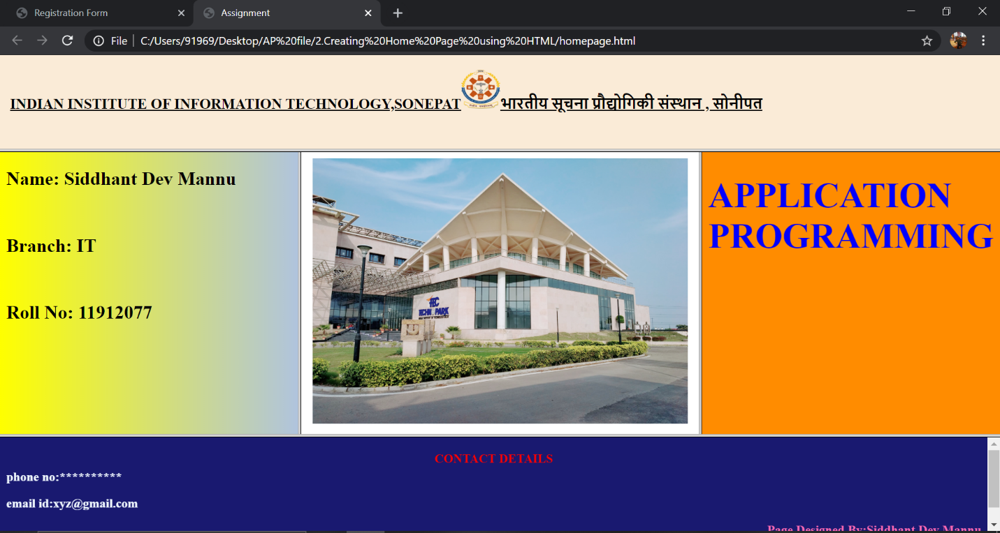 Registration Form
Assignment
File
C:/Users/91969/Desktop/AP%20file/2.Creating%20Home%20Page%20using%20HTML/homepage.html
INDIAN INSTITUTE OF INFORMATION TECHNOLOGY,SONEPAT भारतीय सूचना प्रौद्योगिकी संस्थान , सोनीपत
Name: Siddhant Dev Mannu
Branch: IT
Roll No: 11912077
TEC
TECHNOPARK
APPLICATION
PROGRAMMING
CONTACT DETAILS
phone no:**********
email id:xyz@gmail.com
Page Designed By:Siddhant Dev Mannu